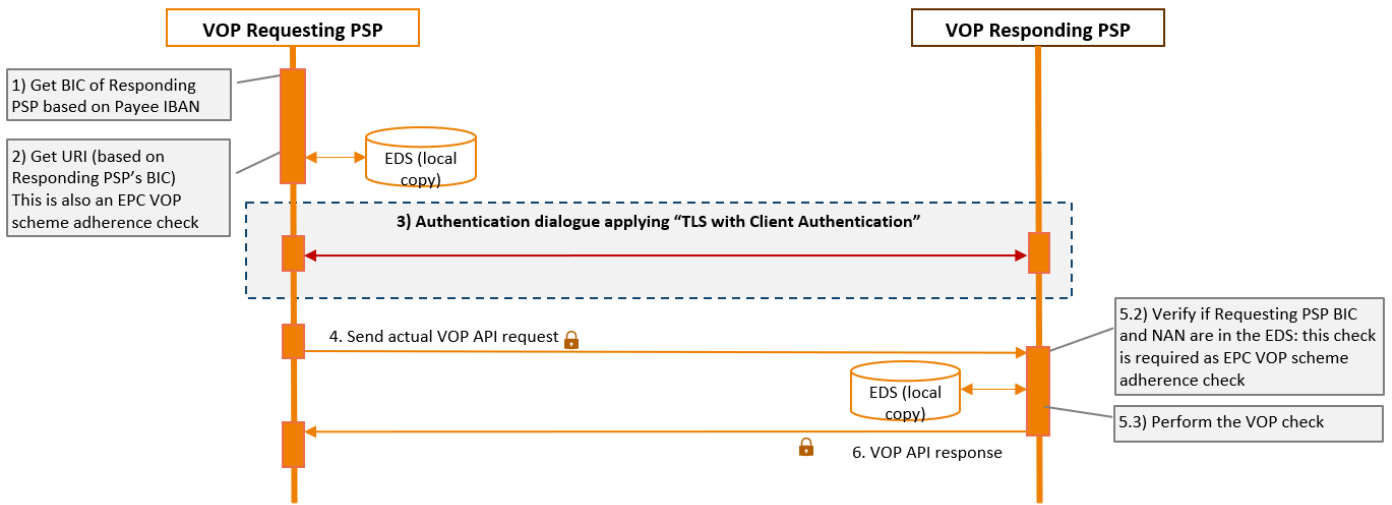 VOP Requesting PSP
VOP Responding PSP
1) Get BIC of Responding
PSP based on Payee IBAN
2) Get URI (based on
Responding PSP's BIC)
This is also an EPC VOP
scheme adherence check
EDS (local
copy)
3) Authentication dialogue applying “TLS with Client Authentication”
4. Send actual VOP API request
5.2) Verify if Requesting PSP BIC
and NAN are in the EDS: this check
is required as EPC VOP scheme
adherence check
EDS (local
copy)
5.3) Perform the VOP check
6. VOP API response